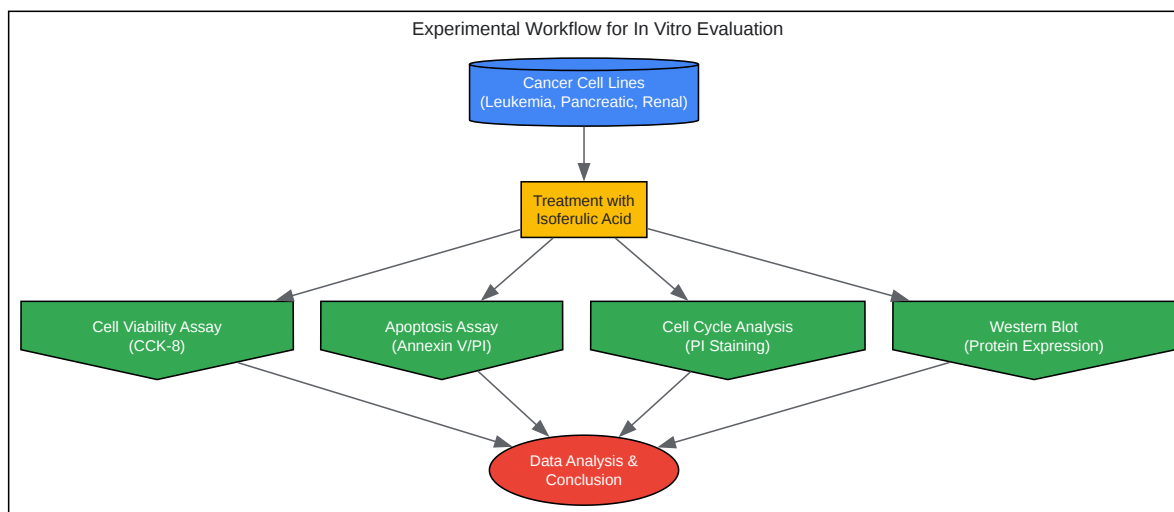 Experimental Workflow for In Vitro Evaluation
Cancer Cell Lines
(Leukemia, Pancreatic, Renal)
Treatment with
Isoferulic Acid
Cell Viability Assay
(CCK-8)
Apoptosis Assay
(Annexin V/PI)
Cell Cycle Analysis
(PI Staining)
Western Blot
(Protein Expression)
Data Analysis &
Conclusion